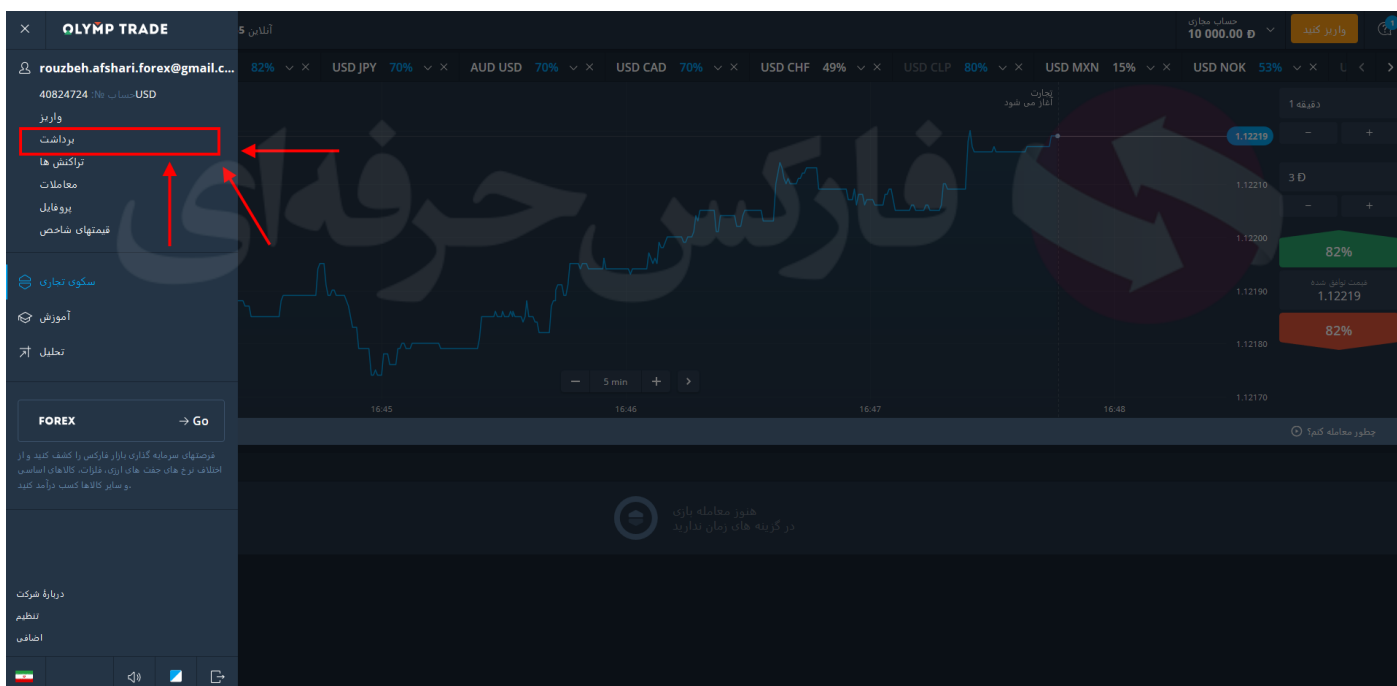 OLYMP TRADE
rouzbeh.afshari.forex@gmail.c...
USD حساب №: 40824724
واریز
برداشت
تراکنش ها
معاملات
پروفایل
قیمتهای شاخص
سکوی تجاری
آموزش
تحلیل
FOREX → Go
فرصتهای سرمایه گذاری بازار فارکس را کشف کنید و از
اختلاف نرخ های جفت های ارزی، فلزات، کالاهای اساسی
و سایر کالاها کسب درآمد کنید.
دربارهٔ شرکت
تنظیم
اضافی
آنلاین 5
حساب مجازی
10 000.00 Ð
واریز کنید
1
82% USD JPY 70% AUD USD 70% USD CAD 70% USD CHF 49% USD CLP 80% USD MXN 15% USD NOK 53%
تجارت
آغاز می شود
فارکس حرفه‌ای
1.12219
1.12210
1.12200
1.12190
1.12180
1.12170
5 min
16:45 16:46 16:47 16:48
1 دقیقه
3 Ð
82%
قیمت توافق شده
1.12219
82%
چطور معامله کنم؟
هنوز معامله بازی
در گزینه های زمان ندارید